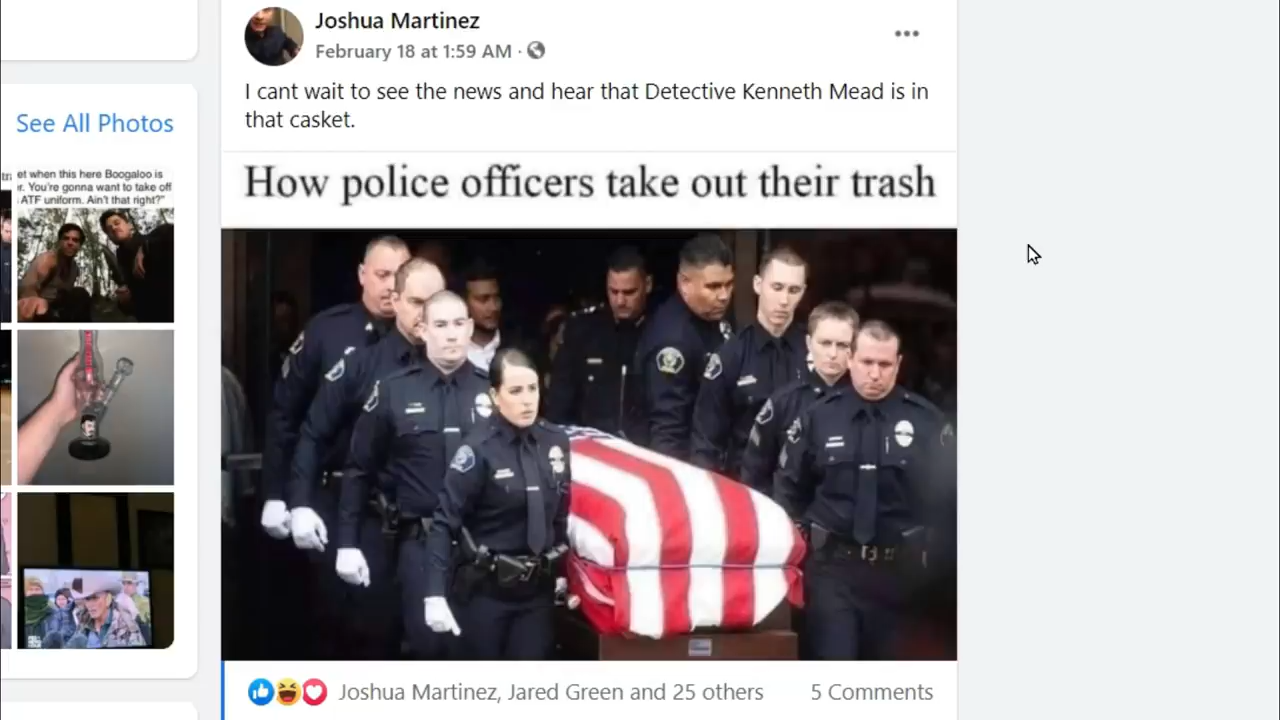 Joshua Martinez
February 18 at 1:59 AM ·
I cant wait to see the news and hear that Detective Kenneth Mead is in
that casket.
How police officers take out their trash
See All Photos
et when this here Boogaloo is
r. You're gonna want to take off
ATF uniform. Ain't that right?"
Joshua Martinez, Jared Green and 25 others
5 Comments